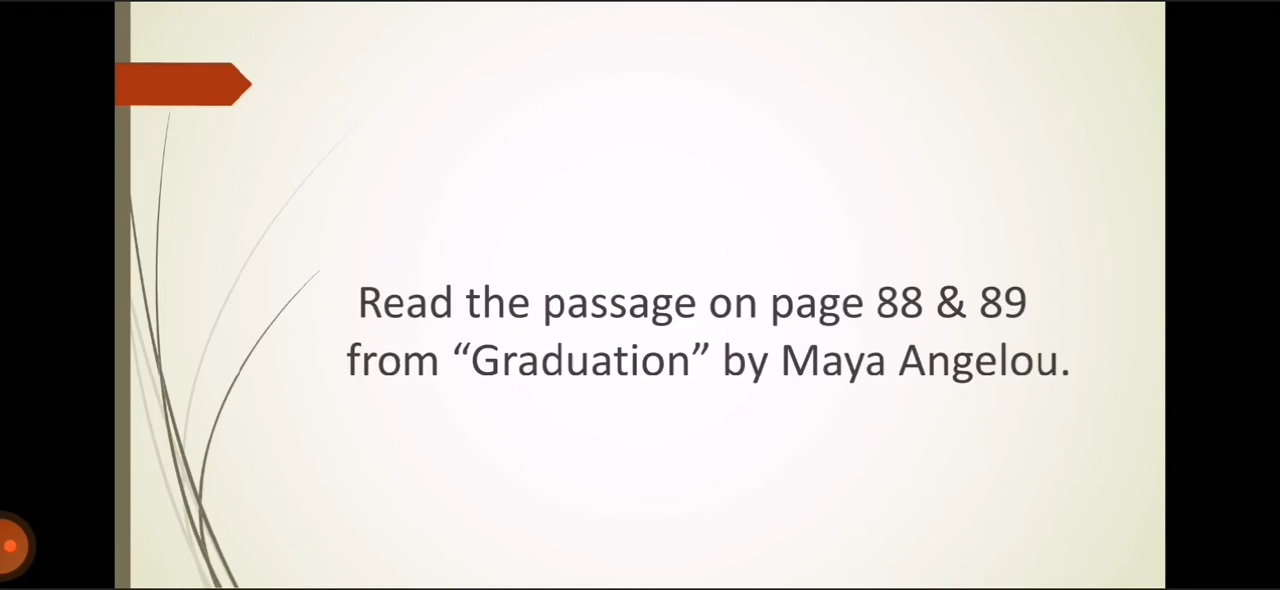 Read the passage on page 88 & 89
from “Graduation” by Maya Angelou.